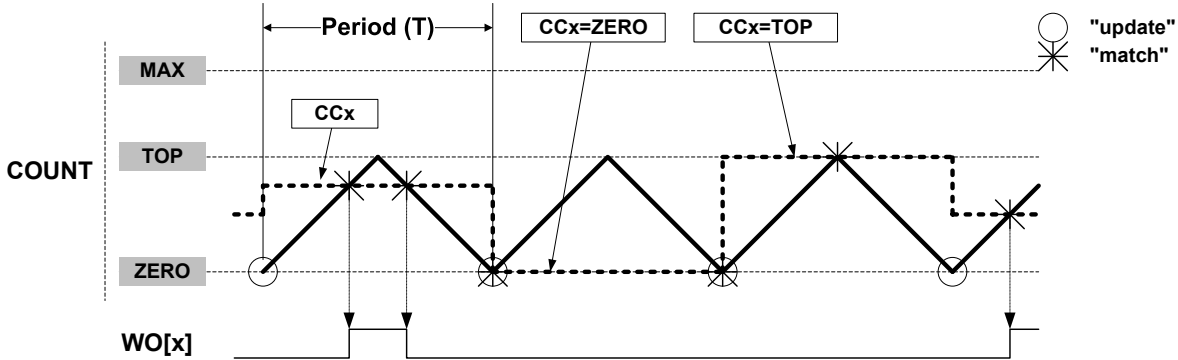 Period (T)
CCx=ZERO
CCx=TOP
"update"
"match"
MAX
CCx
TOP
COUNT
ZERO
WO[x]